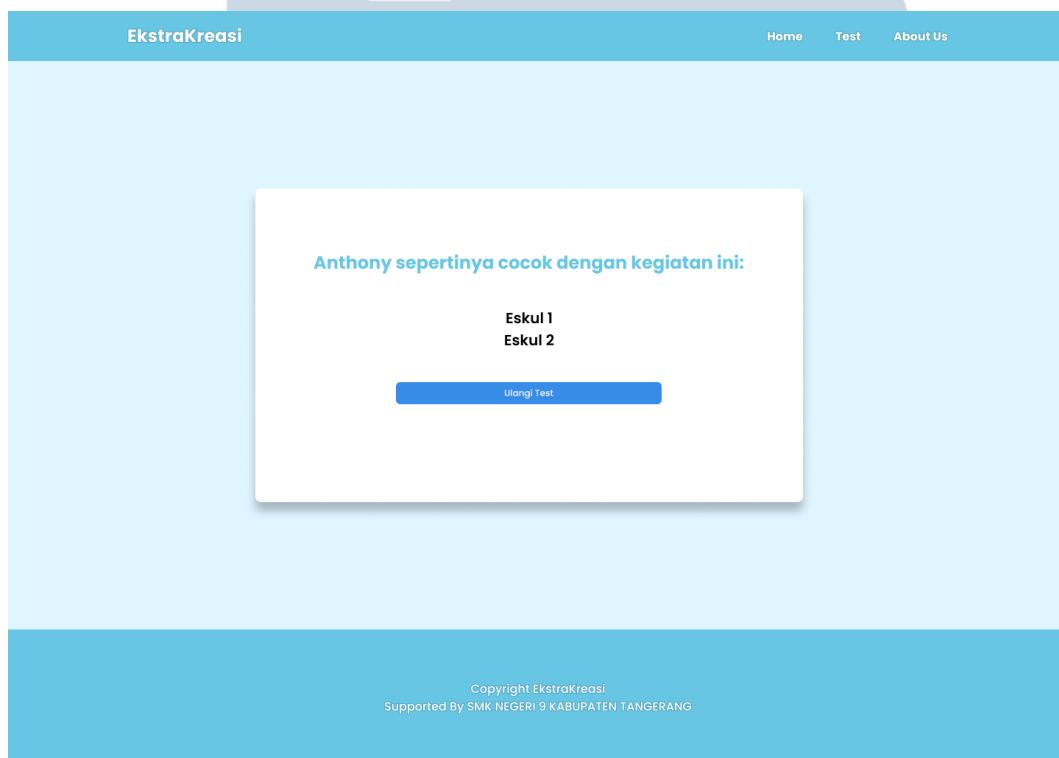 EkstraKreasi
Home Test About Us
Anthony sepertinya cocok dengan kegiatan ini:
Eskul 1
Eskul 2
Ulangi Test
Copyright EkstraKreasi
Supported By SMK NEGERI 9 KABUPATEN TANGERANG